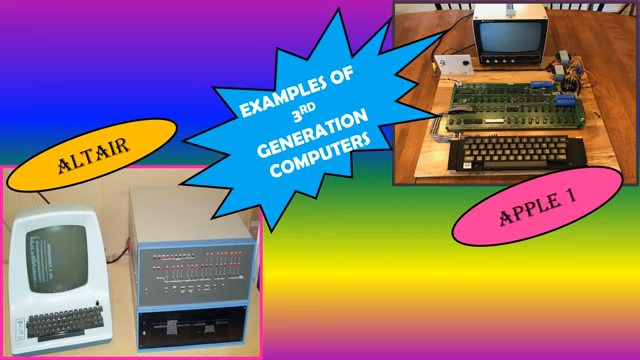 EXAMPLES OF
3RD
GENERATION
COMPUTERS
ALTAIR
APPLE 1